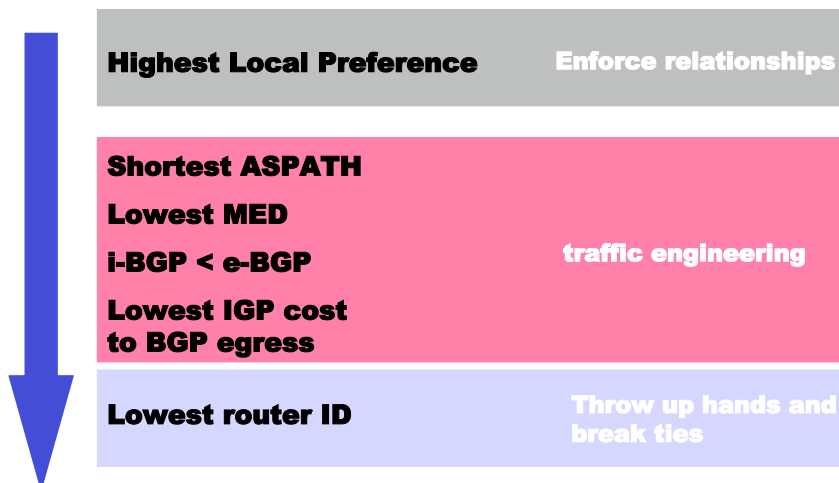 Highest Local Preference
Enforce relationships
Shortest ASPATH
Lowest MED
i-BGP < e-BGP
traffic engineering
Lowest IGP cost
to BGP egress
Lowest router ID
Throw up hands and
break ties